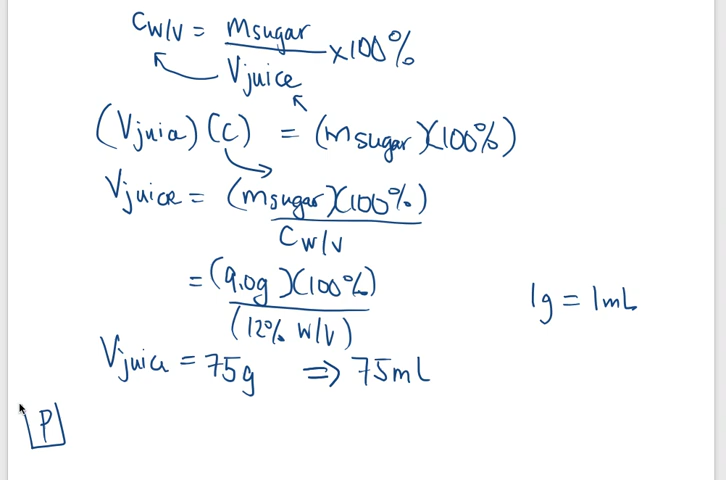 Cw/v = msugar / Vjuice ×100%
(Vjuice)(C) = (msugar)(100%)
Vjuice = (msugar)(100%) / Cw/v
= (9.0g)(100%) / (12% w/v)
1g = 1mL
Vjuice = 75g ⇒ 75mL
P